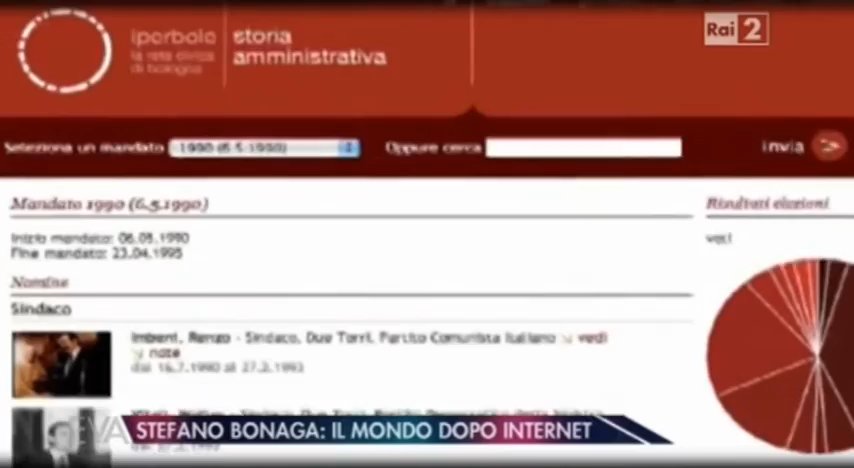 Rai 2
iperbole storia
la rete civica amministrativa
di bologna
Seleziona un mandato 1990 (6.5.1990) Oppure cerca invia
Mandato 1990 (6.5.1990) Risultati elezioni
Inizio mandato: 06.05.1990 voti
Fine mandato: 23.04.1995
Nomine
Sindaco
Imbeni, Renzo - Sindaco, Due Torri, Partito Comunista Italiano vedi
note
dal 16.7.1990 al
STEFANO BONAGA: IL MONDO DOPO INTERNET